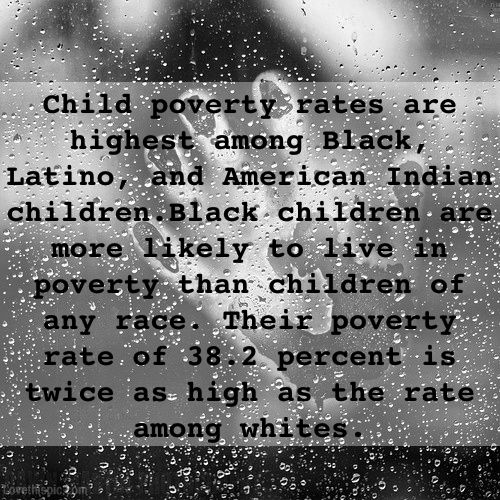 Child poverty rates are
highest among Black,
Latino, and American Indian
children.Black children are
more likely to live in
poverty than children of
any race. Their poverty
rate of 38.2 percent is
twice as high as the rate
among whites.
Lovethispic.com